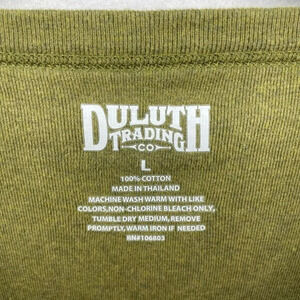 DULUTH
TRADING
CO
L
100% COTTON
MADE IN THAILAND
MACHINE WASH WARM WITH LIKE
COLORS,NON-CHLORINE BLEACH ONLY,
TUMBLE DRY MEDIUM, REMOVE
PROMPTLY, WARM IRON IF NEEDED
RN#106803